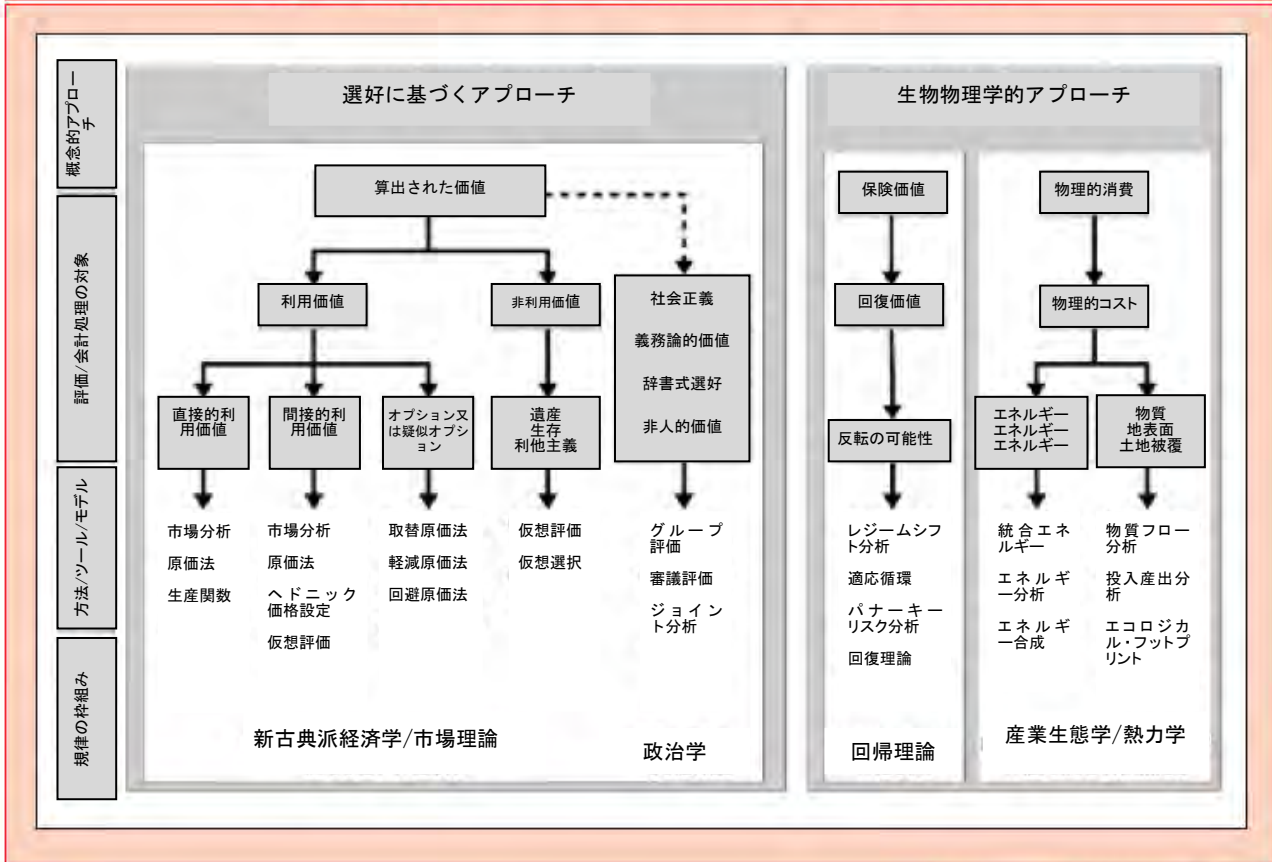 概念的アプロー
チ
評価/会計処理の対象
方法/ツール/モデル
規律の枠組み
選好に基づくアプローチ
算出された価値
利用価値
非利用価値
社会正義
義務論的価値
辞書式選好
非人的価値
直接的利
用価値
間接的利
用価値
オプション又
は疑似オプシ
ョン
遺産
生存
利他主義
市場分析
原価法
生産関数
市場分析
原価法
ヘドニック
価格設定
仮想評価
取替原価法
軽減原価法
回避原価法
仮想評価
仮想選択
グループ
評価
審議評価
ジョイン
ト分析
新古典派経済学/市場理論
政治学
生物物理学的アプローチ
保険価値
回復価値
反転の可能性
レジームシフ
ト分析
適応循環
パナーキー
リスク分析
回復理論
回帰理論
物理的消費
物理的コスト
エネルギー
エネルギー
エネルギー
物質
地表面
土地被覆
統合エネ
ルギー
エネルギ
ー分析
エネルギ
ー合成
物質フロー
分析
投入産出分
析
エコロジカ
ル・フットプ
リント
産業生態学/熱力学